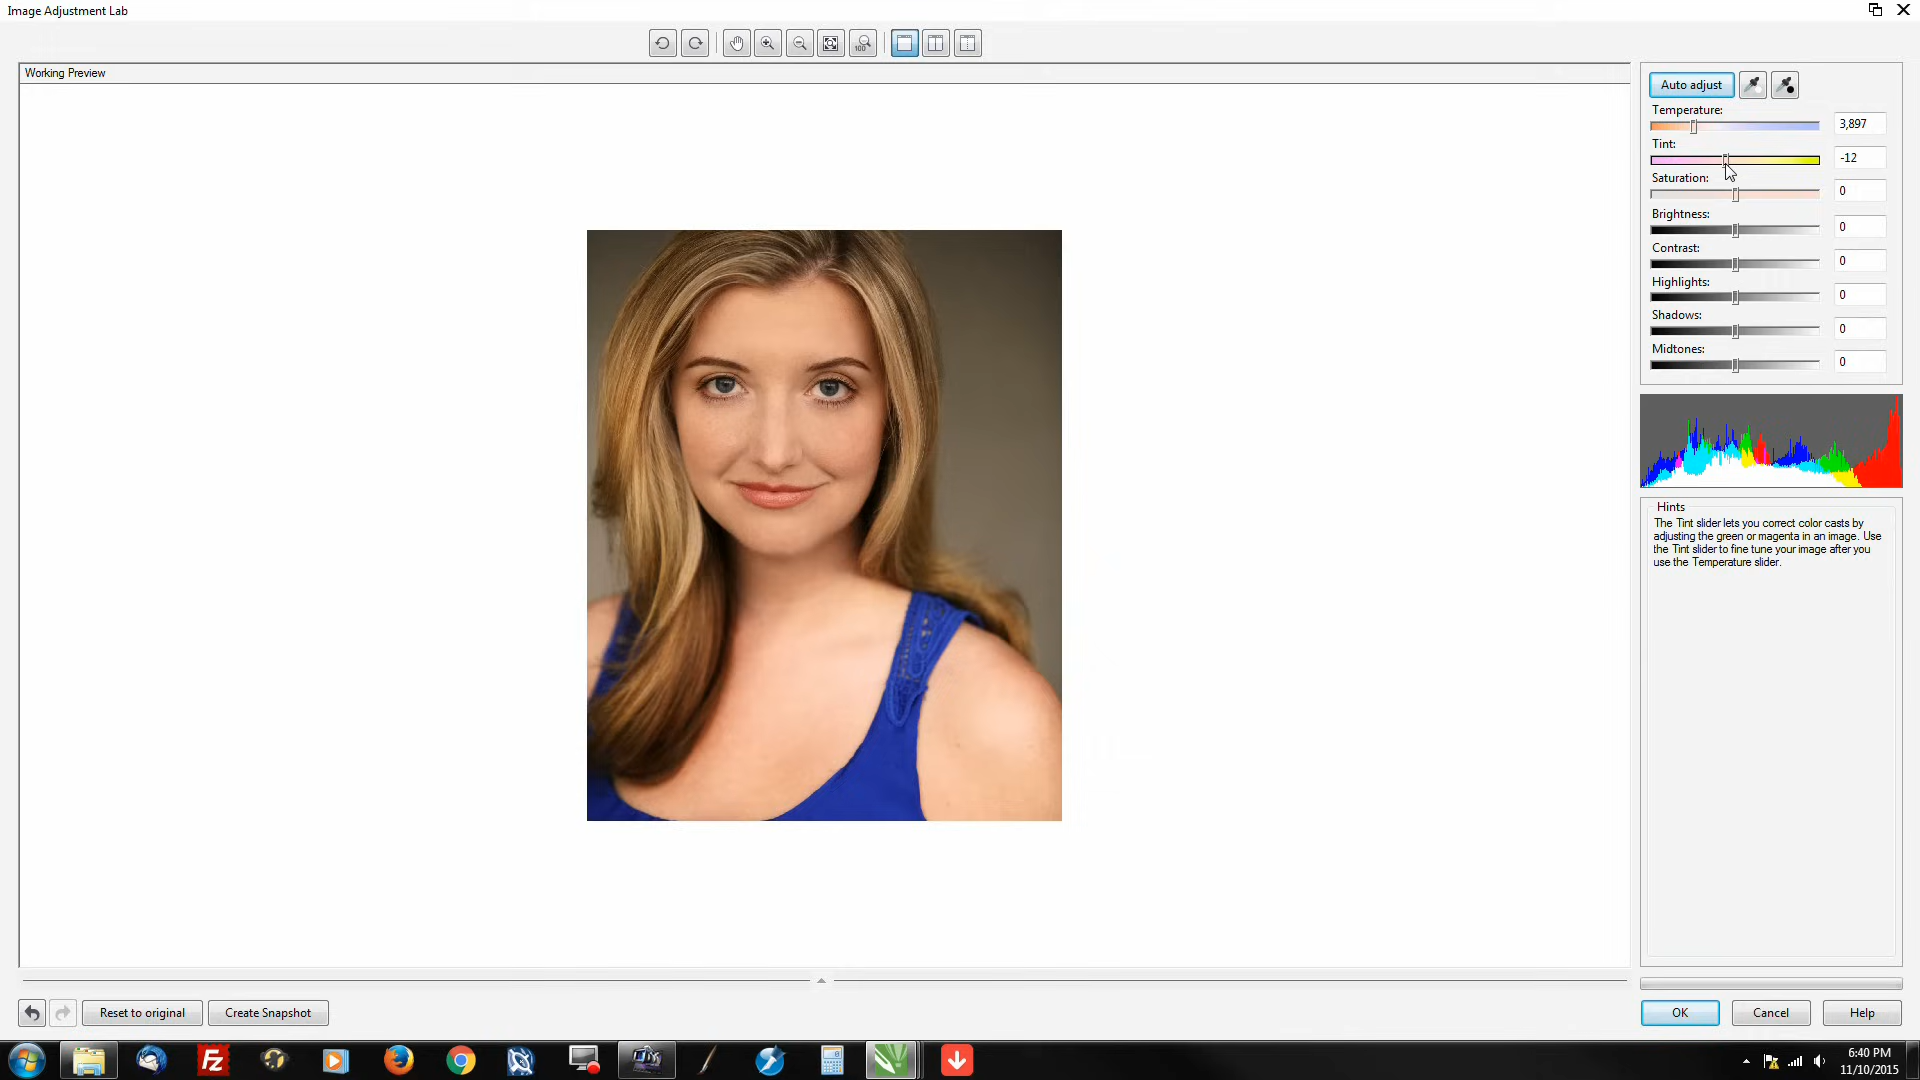 Image Adjustment Lab
100
Working Preview
Auto adjust
Temperature:
3,897
Tint:
-12
Saturation:
0
Brightness:
0
Contrast:
0
Highlights:
0
Shadows:
0
Midtones:
0
Hints
The Tint slider lets you correct color casts by
adjusting the green or magenta in an image. Use
the Tint slider to fine tune your image after you
use the Temperature slider.
Reset to original
Create Snapshot
OK
Cancel
Help
Fz
6:40 PM
11/10/2015